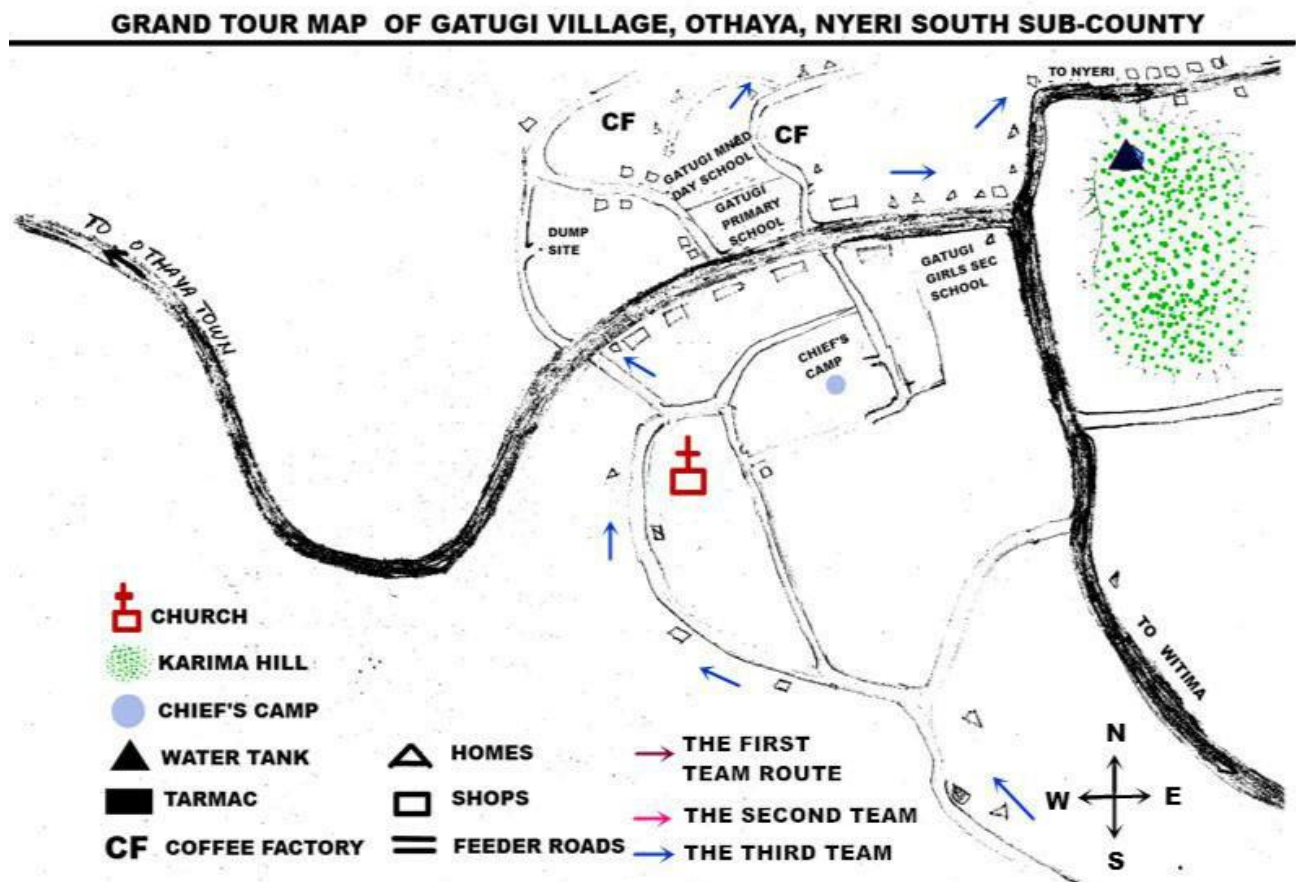 GRAND TOUR MAP OF GATUGI VILLAGE, OTHAYA, NYERI SOUTH SUB-COUNTY
TO NYERI
CF
CF
GATUGI MNED
DAY SCHOOL
GATUGI
PRIMARY
SCHOOL
DUMP
SITE
TO OTHAYA TOWN
GATUGI
GIRLS SEC
SCHOOL
CHIEF'S
CAMP
TO WITIMA
CHURCH
KARIMA HILL
CHIEF'S CAMP
WATER TANK
TARMAC
CF COFFEE FACTORY
HOMES
SHOPS
FEEDER ROADS
THE FIRST
TEAM ROUTE
THE SECOND TEAM
THE THIRD TEAM
N
W E
S